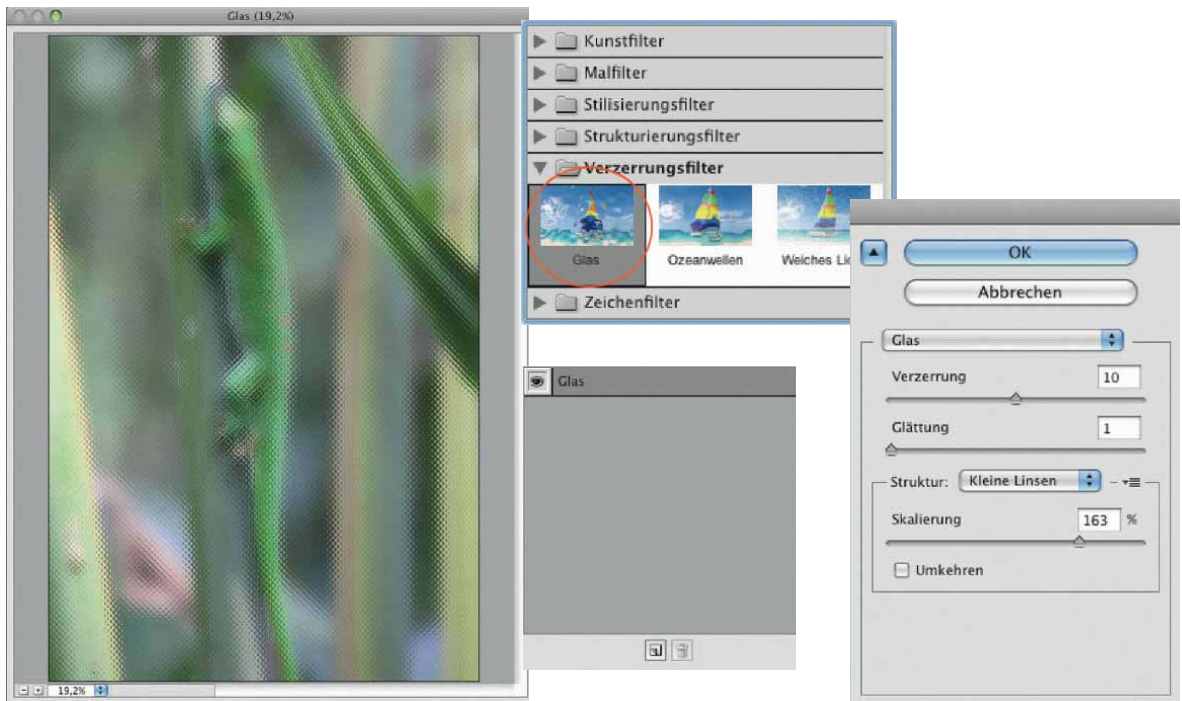 Glas (19,2%)
19,2%
Kunstfilter
Malfilter
Stilisierungsfilter
Strukturierungsfilter
Verzerrungsfilter
Glas
Ozeanwellen
Weiches
Zeichenfilter
Glas
OK
Abbrechen
Glas
Verzerrung 10
Glättung 1
Struktur: Kleine Linsen
Skalierung 163 %
Umkehren